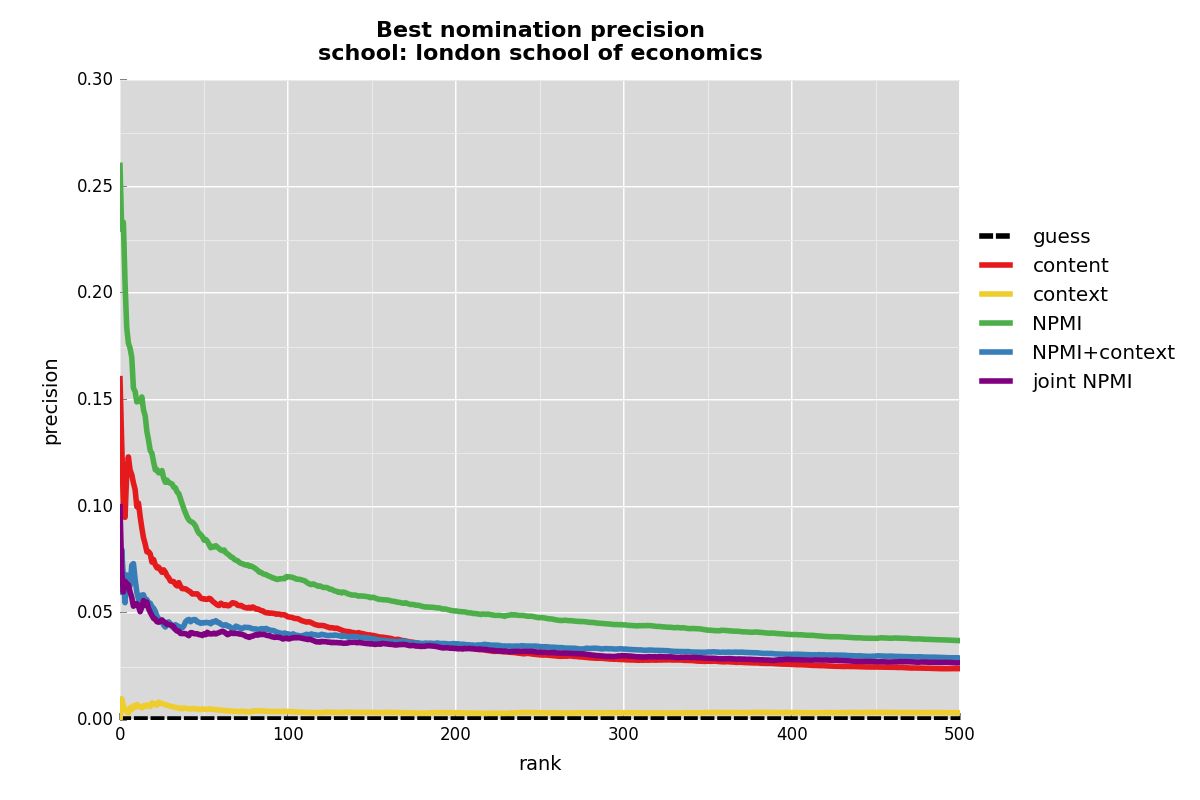 Best nomination precision
school: london school of economics
0.30
0.25
0.20
0.15
0.10
0.05
0.00
precision
0 100 200 300 400 500
rank
guess
content
context
NPMI
NPMI+context
joint NPMI